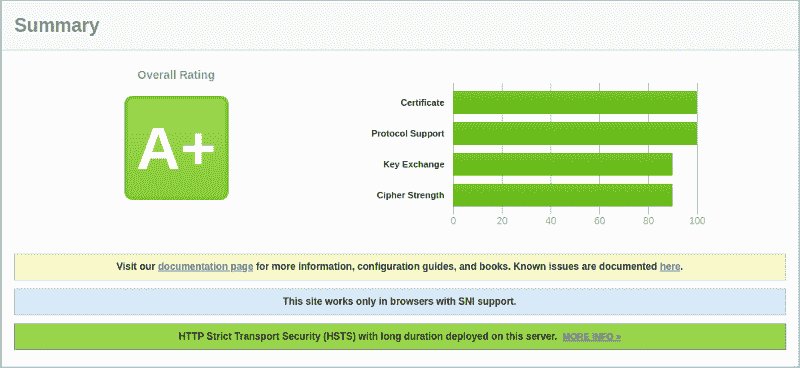 Summary
Overall Rating
A+
Certificate
Protocol Support
Key Exchange
Cipher Strength
0 20 40 60 80 100
Visit our documentation page for more information, configuration guides, and books. Known issues are documented here.
This site works only in browsers with SNI support.
HTTP Strict Transport Security (HSTS) with long duration deployed on this server. MORE INFO »